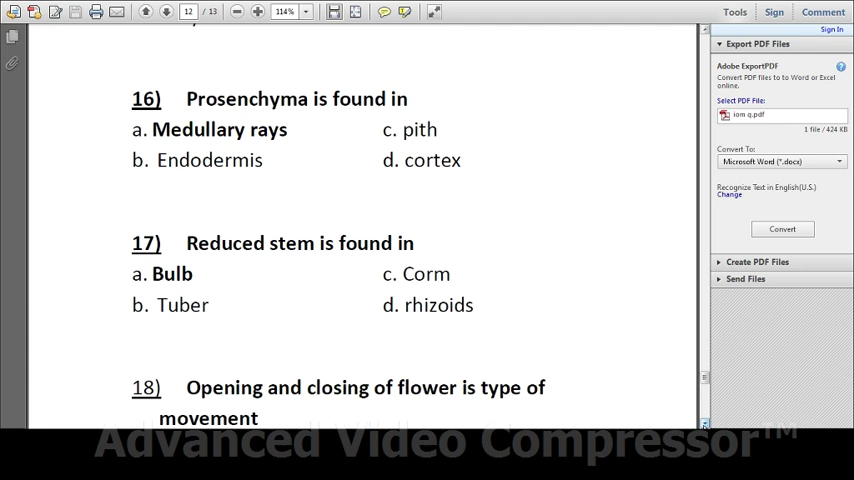 12 / 13
114%
Tools
Sign
Comment
Sign In
Export PDF Files
Adobe ExportPDF
Convert PDF files to to Word or Excel
online.
Select PDF File:
iom q.pdf
1 file / 424 KB
Convert To:
Microsoft Word (*.docx)
Recognize Text in English(U.S.)
Change
Convert
Create PDF Files
Send Files
16) Prosenchyma is found in
a. Medullary rays c. pith
b. Endodermis d. cortex
17) Reduced stem is found in
a. Bulb c. Corm
b. Tuber d. rhizoids
18) Opening and closing of flower is type of
movement
Advanced Video Compressor™